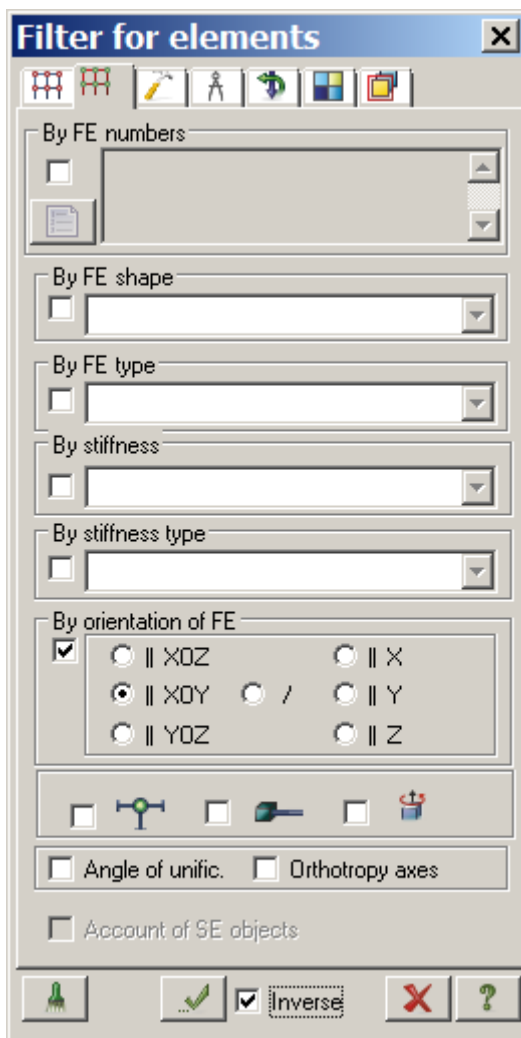 Filter for elements
By FE numbers
By FE shape
By FE type
By stiffness
By stiffness type
By orientation of FE
|| XOZ || X
|| XOY / || Y
|| YOZ || Z
Angle of unific. Orthotropy axes
Account of SE objects
Inverse ?